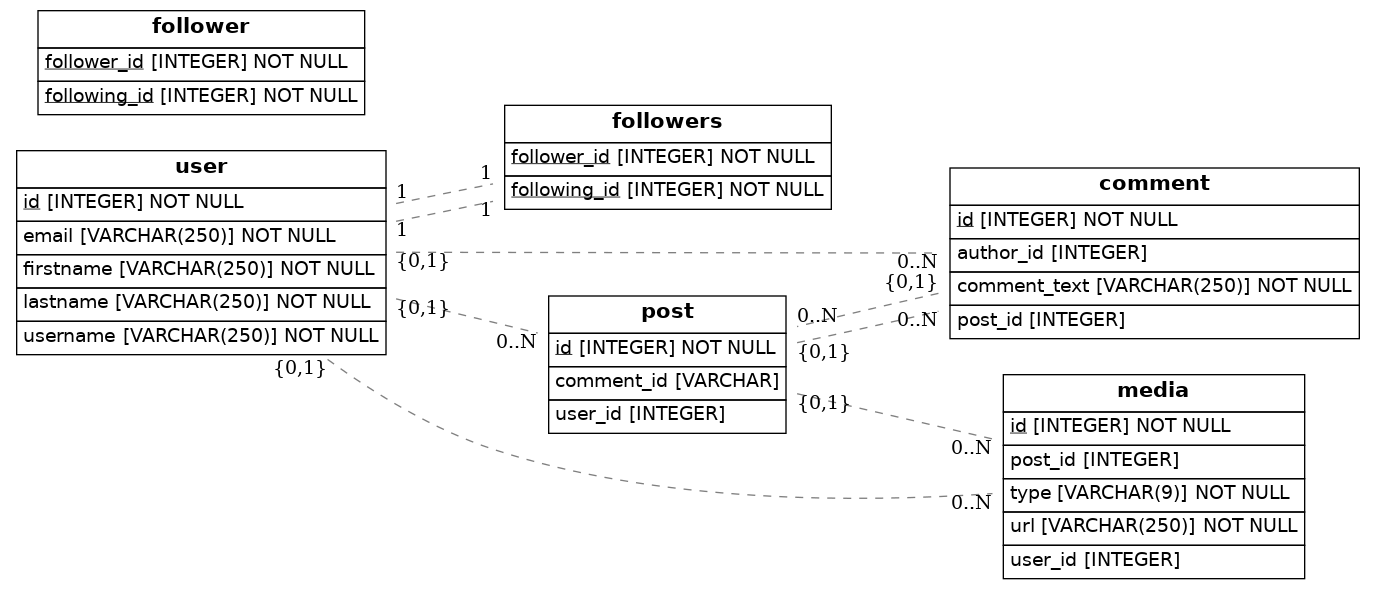 follower
follower_id [INTEGER] NOT NULL
following_id [INTEGER] NOT NULL
user
id [INTEGER] NOT NULL
email [VARCHAR(250)] NOT NULL
firstname [VARCHAR(250)] NOT NULL
lastname [VARCHAR(250)] NOT NULL
username [VARCHAR(250)] NOT NULL
1
1
1
1
{0,1}
0..N
{0,1}
0..N
{0,1}
0..N
followers
follower_id [INTEGER] NOT NULL
following_id [INTEGER] NOT NULL
post
id [INTEGER] NOT NULL
comment_id [VARCHAR]
user_id [INTEGER]
0..N
{0,1}
{0,1}
0..N
{0,1}
0..N
comment
id [INTEGER] NOT NULL
author_id [INTEGER]
comment_text [VARCHAR(250)] NOT NULL
post_id [INTEGER]
media
id [INTEGER] NOT NULL
post_id [INTEGER]
type [VARCHAR(9)] NOT NULL
url [VARCHAR(250)] NOT NULL
user_id [INTEGER]